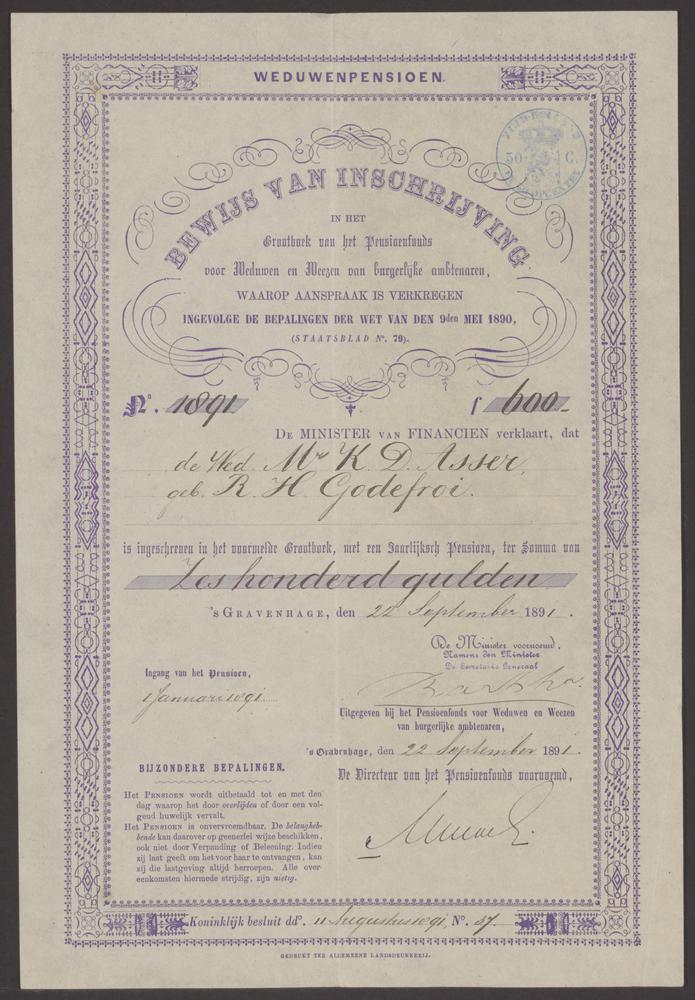 WEDUWENPENSIOEN.
50 C.
BEWIJS VAN INSCHRIJVING
IN HET
Grootboek van het Pensioenfonds
voor Weduwen en Weezen van burgerlijke ambtenaren,
WAAROP AANSPRAAK IS VERKREGEN
INGEVOLGE DE BEPALINGEN DER WET VAN DEN 9den MEI 1890,
(STAATSBLAD No. 79).
No. 1891 f 600.-
DE MINISTER VAN FINANCIEN verklaart, dat
de Wed. Mr. K. D. Asser,
geb. R. H. Godefroi.
is ingeschreven in het voormelde Grootboek, met een Jaarlijksch Pensioen, ter Somma van
Zes honderd gulden
'S GRAVENHAGE, den 22 September 1891.
De Minister voornoemd,
Namens den Minister
De Secretaris Generaal
Ingang van het Pensioen,
1 Januari 1891.
Uitgegeven bij het Pensioenfonds voor Weduwen en Weezen
van burgerlijke ambtenaren,
's Gravenhage, den 22 September 1891.
De Directeur van het Pensioenfonds voornoemd,
BIJZONDERE BEPALINGEN.
Het PENSIOEN wordt uitbetaald tot en met den
dag waarop het door overlijden of door een vol-
gend huwelijk vervalt.
Het PENSIOEN is onvervreemdbaar. De belangheb-
bende kan daarover op geenerlei wijze beschikken,
ook niet door Verpanding of Beleening. Indien
zij last geeft om het voor haar te ontvangen, kan
zij die lastgeving altijd herroepen. Alle over-
eenkomsten hiermede strijdig, zijn nietig.
Koninklijk besluit ddo. 11 Augustus 1891, No. 37.
GEDRUKT TER ALGEMEENE LANDSDRUKKERIJ.